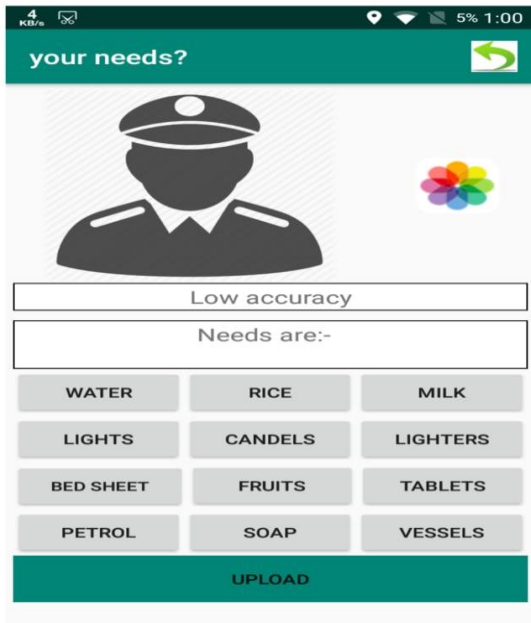 4
KB/s
5% 1:00
your needs?
Low accuracy
Needs are:-
WATER RICE MILK
LIGHTS CANDELS LIGHTERS
BED SHEET FRUITS TABLETS
PETROL SOAP VESSELS
UPLOAD